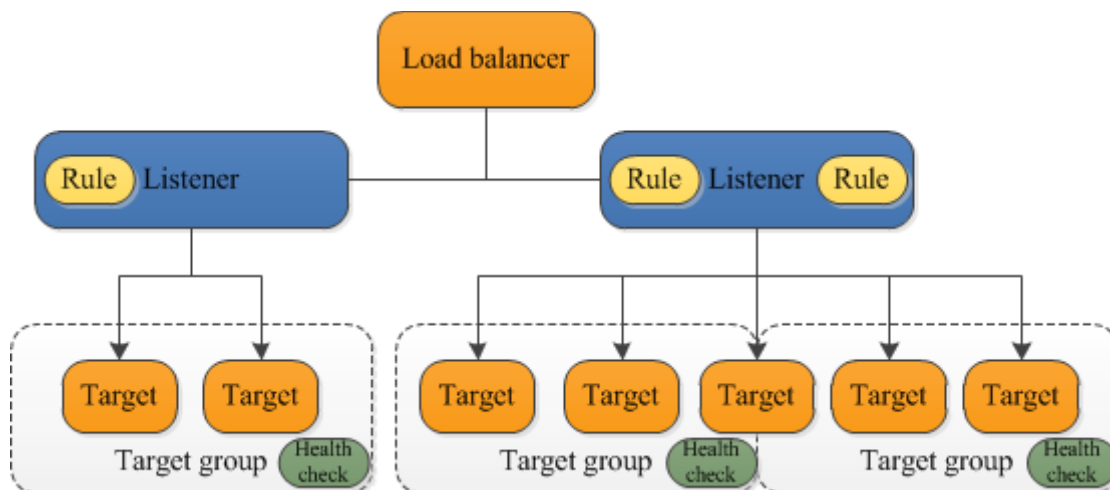 Load balancer
Rule Listener
Rule Listener Rule
Target Target
Target Target Target Target Target
Target group Health check
Target group Health check
Target group Health check